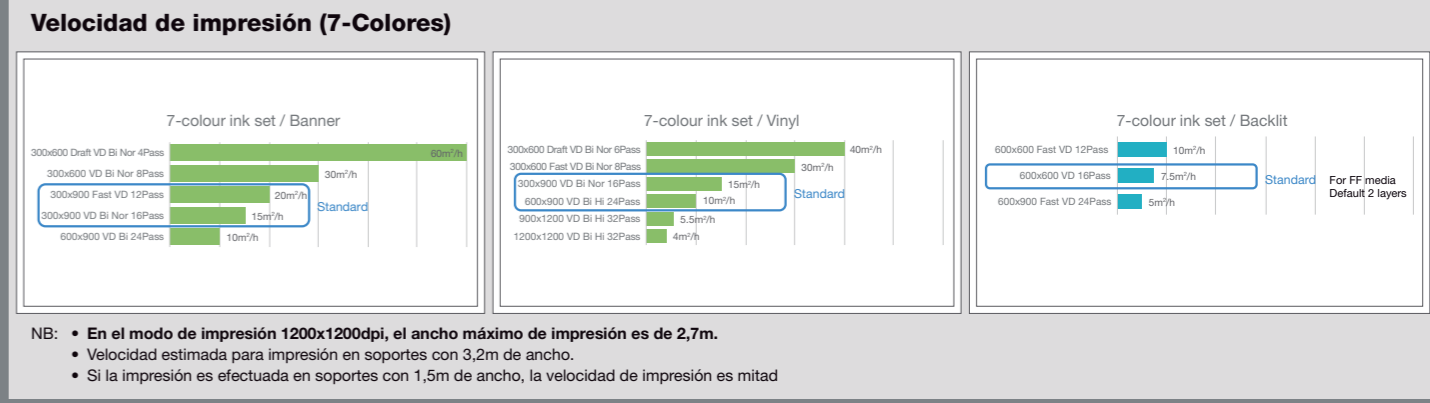 Velocidad de impresión (7-Colores)
7-colour ink set / Banner
300x600 Draft VD Bi Nor 4Pass 60m²/h
300x600 VD Bi Nor 8Pass 30m²/h
300x900 Fast VD 12Pass 20m²/h
Standard
300x900 VD Bi Nor 16Pass 15m²/h
600x900 VD Bi 24Pass 10m²/h
7-colour ink set / Vinyl
300x600 Draft VD Bi Nor 6Pass 40m²/h
300x600 Fast VD Bi Nor 8Pass 30m²/h
300x900 VD Bi Nor 16Pass 15m²/h
Standard
600x900 VD Bi Hi 24Pass 10m²/h
900x1200 VD Bi Hi 32Pass 5.5m²/h
1200x1200 VD Bi Hi 32Pass 4m²/h
7-colour ink set / Backlit
600x600 Fast VD 12Pass 10m²/h
600x600 VD 16Pass 7.5m²/h
Standard
For FF media
Default 2 layers
600x900 Fast VD 24Pass 5m²/h
NB: • En el modo de impresión 1200x1200dpi, el ancho máximo de impresión es de 2,7m.
• Velocidad estimada para impresión en soportes con 3,2m de ancho.
• Si la impresión es efectuada en soportes con 1,5m de ancho, la velocidad de impresión es mitad